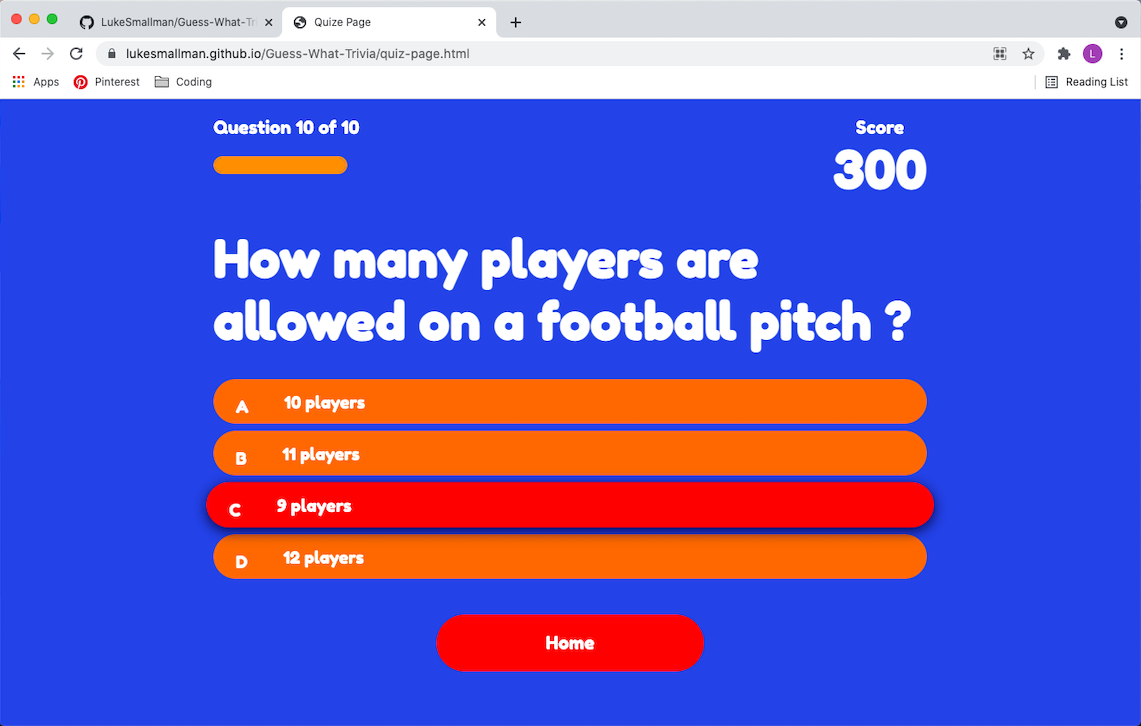 LukeSmallman/Guess-What-Tri
Quize Page
lukesmallman.github.io/Guess-What-Trivia/quiz-page.html
L
Apps
Pinterest
Coding
Reading List
Question 10 of 10
Score
300
How many players are
allowed on a football pitch ?
A 10 players
B 11 players
C 9 players
D 12 players
Home